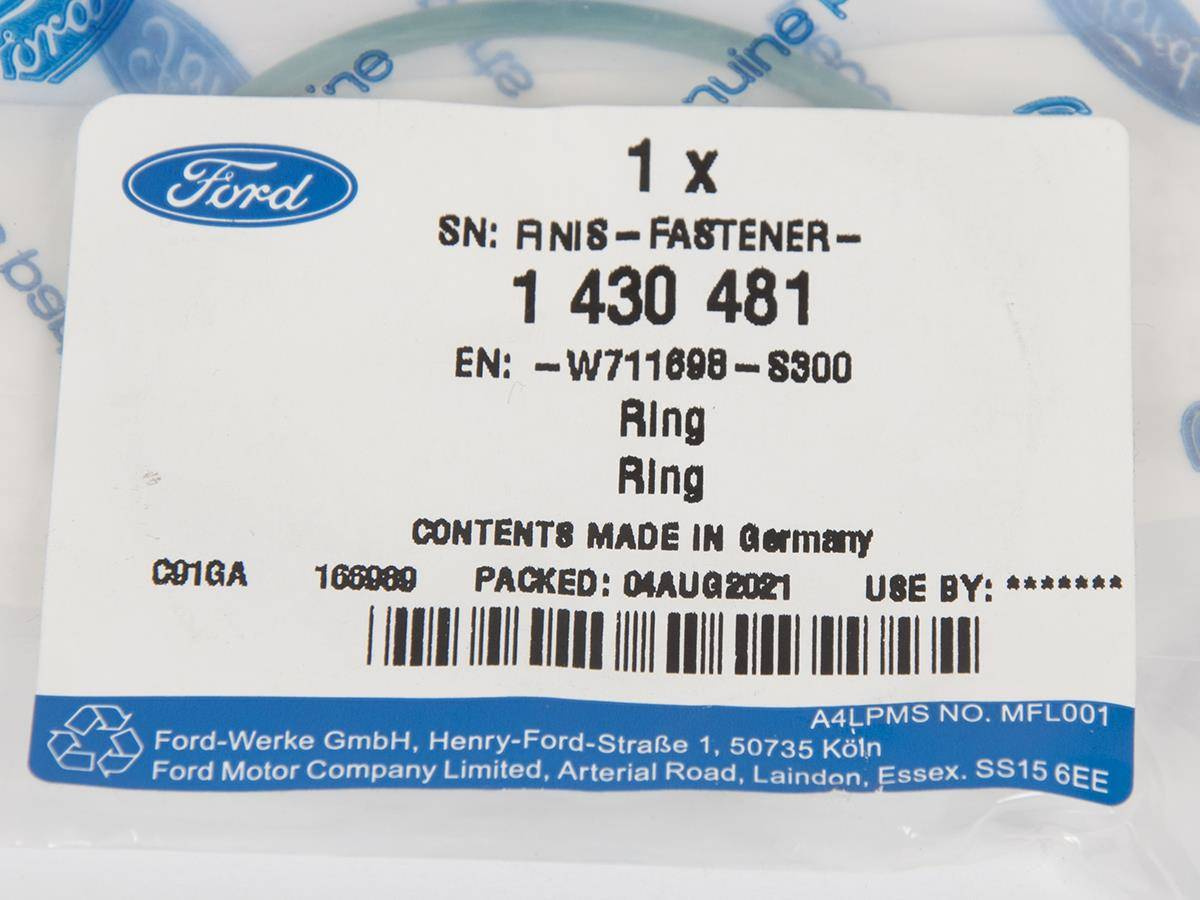 Ford
Ford
1 x
SN: FINIS-FASTENER-
1 430 481
EN: -W711698-S300
Ring
Ring
CONTENTS MADE IN Germany
C91GA 166989 PACKED: 04AUG2021 USE BY: *******
A4LPMS NO. MFL001
Ford-Werke GmbH, Henry-Ford-Straße 1, 50735 Köln
Ford Motor Company Limited, Arterial Road, Laindon, Essex. SS15 6EE